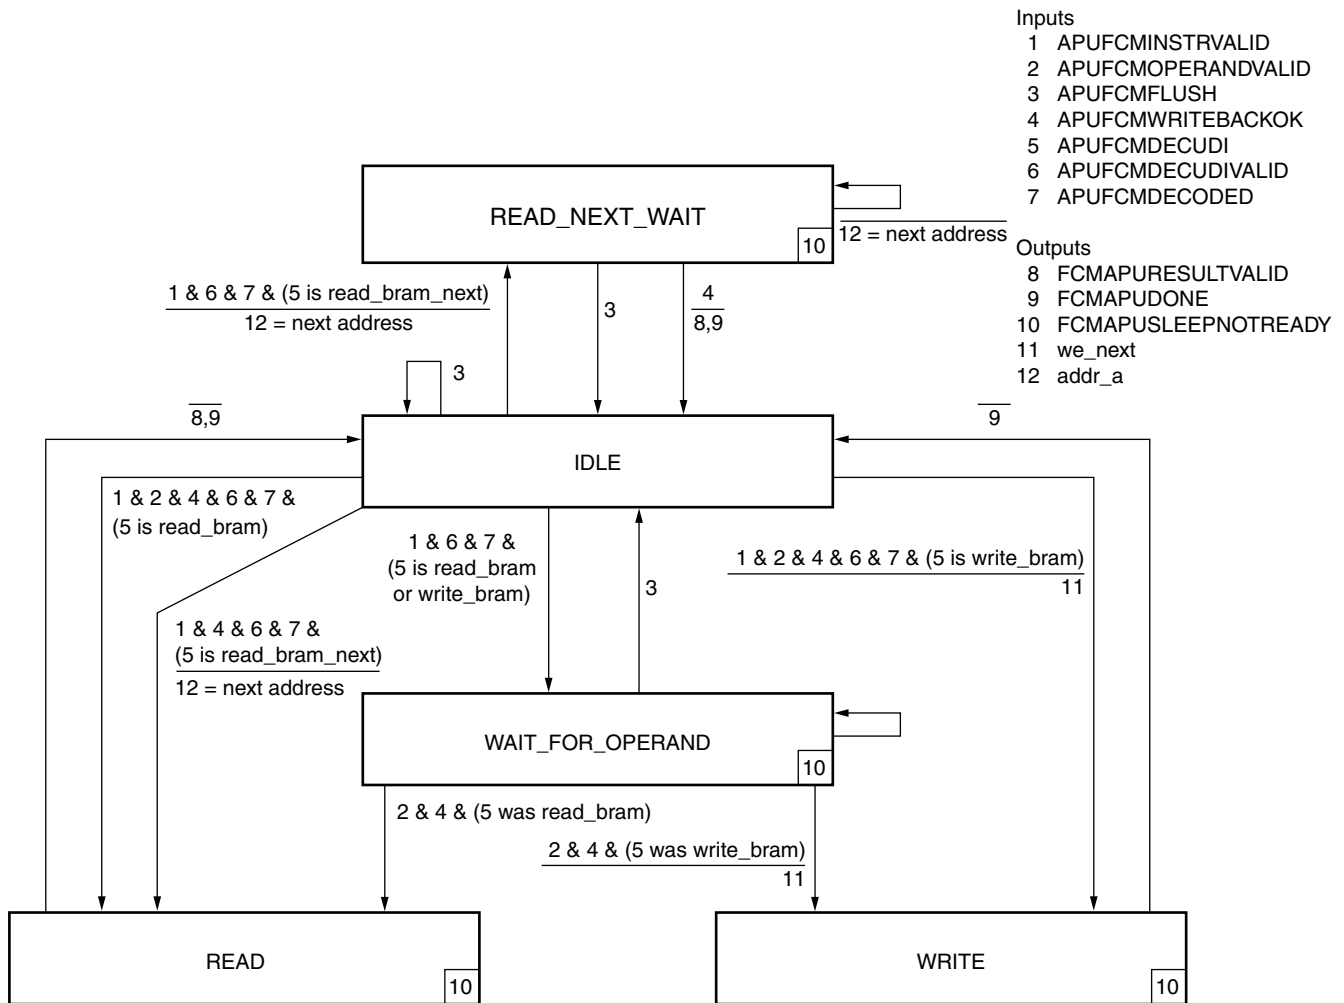 Inputs
1 APUFCMINSTRVALID
2 APUFCMOPERANDVALID
3 APUFCMFLUSH
4 APUFCMWRITEBACKOK
5 APUFCMDECUDI
6 APUFCMDECUDIVALID
7 APUFCMDECODED
Outputs
8 FCMAPURESULTVALID
9 FCMAPUDONE
10 FCMAPUSLEEPNOTREADY
11 we_next
12 addr_a
READ_NEXT_WAIT
10
12 = next address
1 & 6 & 7 & (5 is read_bram_next)
12 = next address
3
4
8,9
3
8,9
9
IDLE
1 & 2 & 4 & 6 & 7 &
(5 is read_bram)
1 & 6 & 7 &
(5 is read_bram
or write_bram)
3
1 & 2 & 4 & 6 & 7 & (5 is write_bram)
11
1 & 4 & 6 & 7 &
(5 is read_bram_next)
12 = next address
WAIT_FOR_OPERAND
10
2 & 4 & (5 was read_bram)
2 & 4 & (5 was write_bram)
11
READ
10
WRITE
10